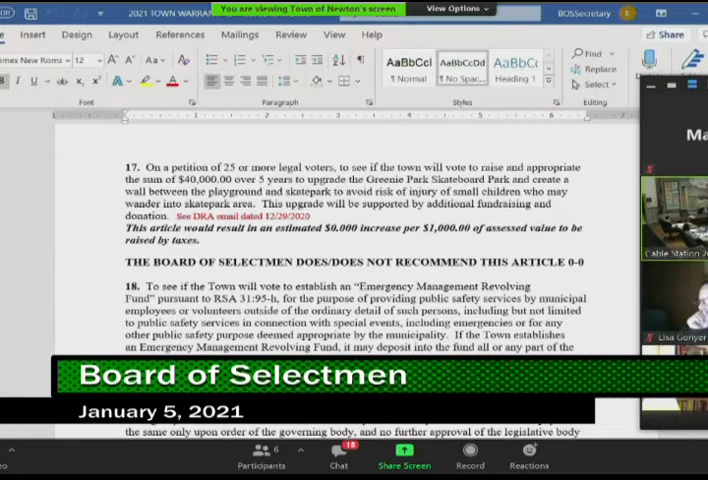 2021 TOWN WARRAN
You are viewing Town of Newton's screen
View Options
BOSSecretary
B
Insert Design Layout References Mailings Review View Help
Share
imes New Roma
12
Aa
Find
Replace
Select
AaBbCcI
AaBbCcDd
AaBbC
¶ Normal
¶ No Spac...
Heading 1
Font
Paragraph
Styles
Editing
Ma
17. On a petition of 25 or more legal voters, to see if the town will vote to raise and appropriate
the sum of $40,000.00 over 5 years to upgrade the Greenie Park Skateboard Park and create a
wall between the playground and skatepark to avoid risk of injury of small children who may
wander into skatepark area. This upgrade will be supported by additional fundraising and
donation. See DRA email dated 12/29/2020
This article would result in an estimated $0.000 increase per $1,000.00 of assessed value to be
raised by taxes.
THE BOARD OF SELECTMEN DOES/DOES NOT RECOMMEND THIS ARTICLE 0-0
18. To see if the Town will vote to establish an “Emergency Management Revolving
Fund” pursuant to RSA 31:95-h, for the purpose of providing public safety services by municipal
employees or volunteers outside of the ordinary detail of such persons, including but not limited
to public safety services in connection with special events, including emergencies or for any
other public safety purpose deemed appropriate by the municipality. If the Town establishes
an Emergency Management Revolving Fund, it may deposit into the fund all or any part of the
Cable Station 2
Lisa Gonyer
Board of Selectmen
January 5, 2021
the same only upon order of the governing body, and no further approval of the legislative body
6
18
Participants
Chat
Share Screen
Record
Reactions